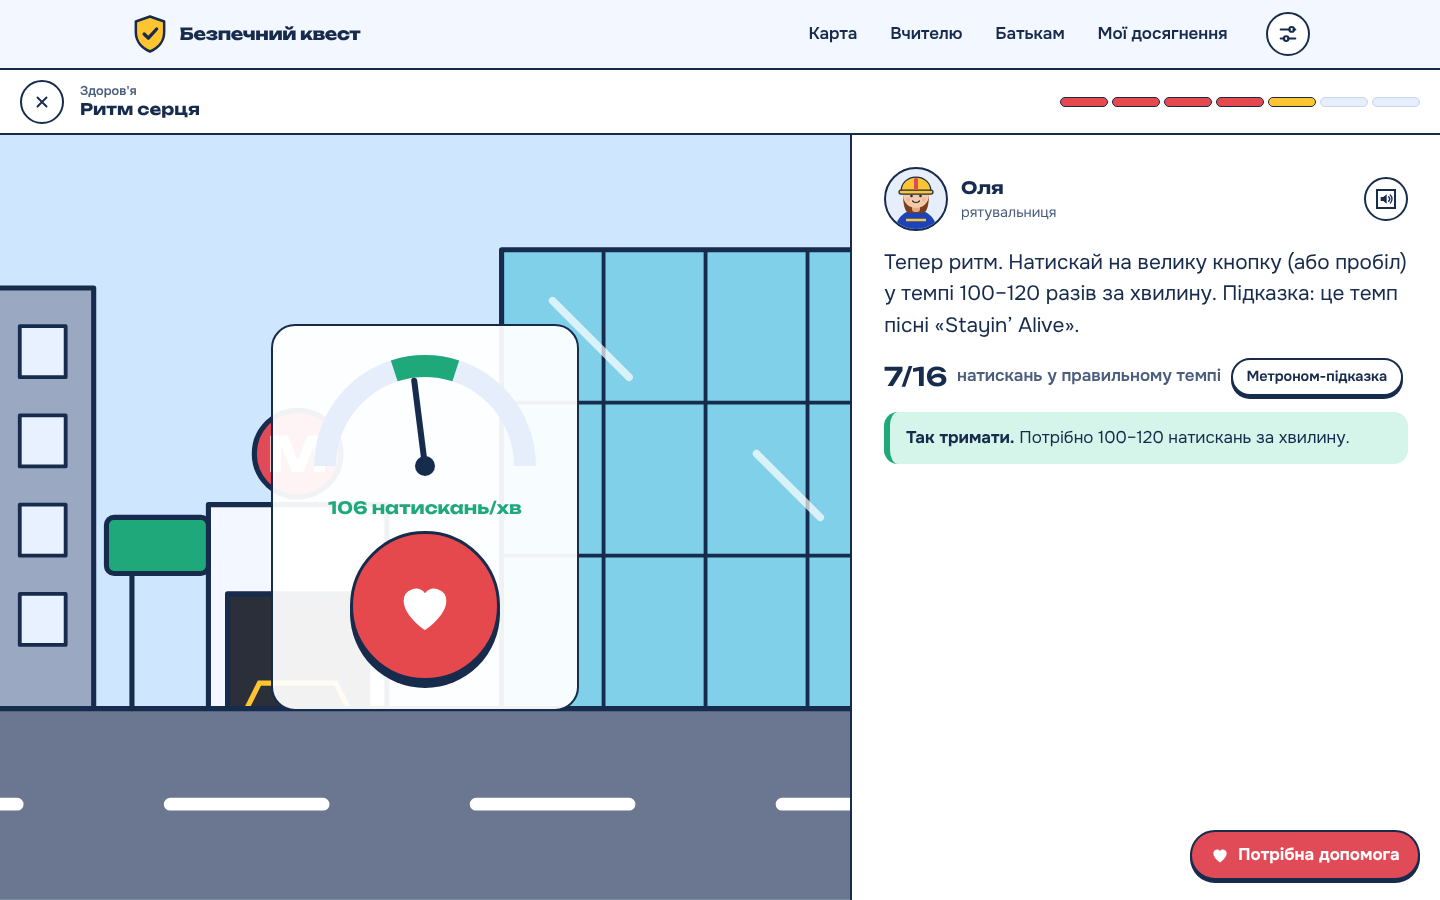 Безпечний квест
Карта
Вчителю
Батькам
Мої досягнення
Здоров'я
Ритм серця
М
106 натискань/хв
Оля
рятувальниця
Тепер ритм. Натискай на велику кнопку (або пробіл)
у темпі 100–120 разів за хвилину. Підказка: це темп
пісні «Stayin’ Alive».
7/16 натискань у правильному темпі
Метроном-підказка
Так тримати. Потрібно 100–120 натискань за хвилину.
Потрібна допомога